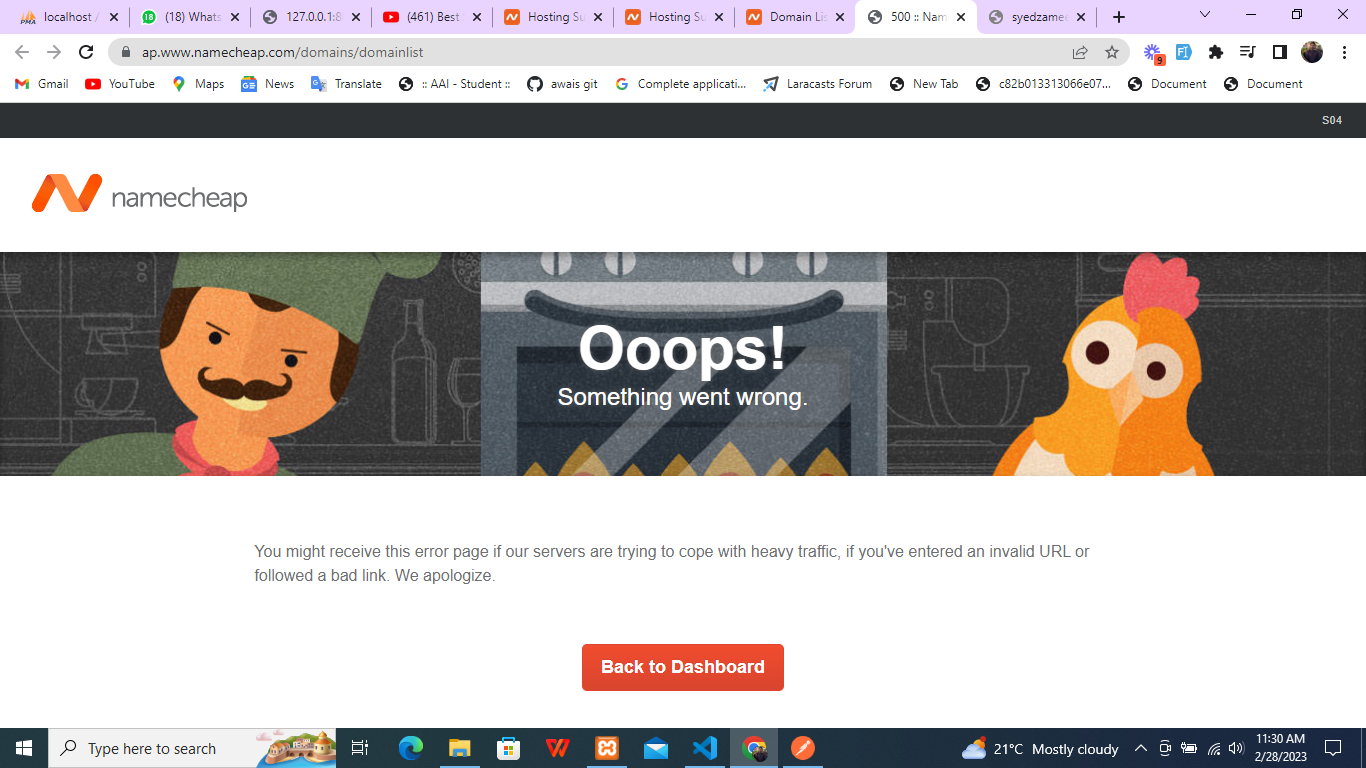 localhost /
(18) Whats
127.0.0.1:8
(461) Best
Hosting Su
Hosting Su
Domain Lis
500 :: Nam
syedzamee
ap.www.namecheap.com/domains/domainlist
9
Gmail
YouTube
Maps
News
Translate
:: AAI - Student ::
awais git
Complete applicati...
Laracasts Forum
New Tab
c82b013313066e07...
Document
Document
S04
namecheap
Ooops!
Something went wrong.
You might receive this error page if our servers are trying to cope with heavy traffic, if you've entered an invalid URL or
followed a bad link. We apologize.
Back to Dashboard
Type here to search
21°C Mostly cloudy
11:30 AM
2/28/2023